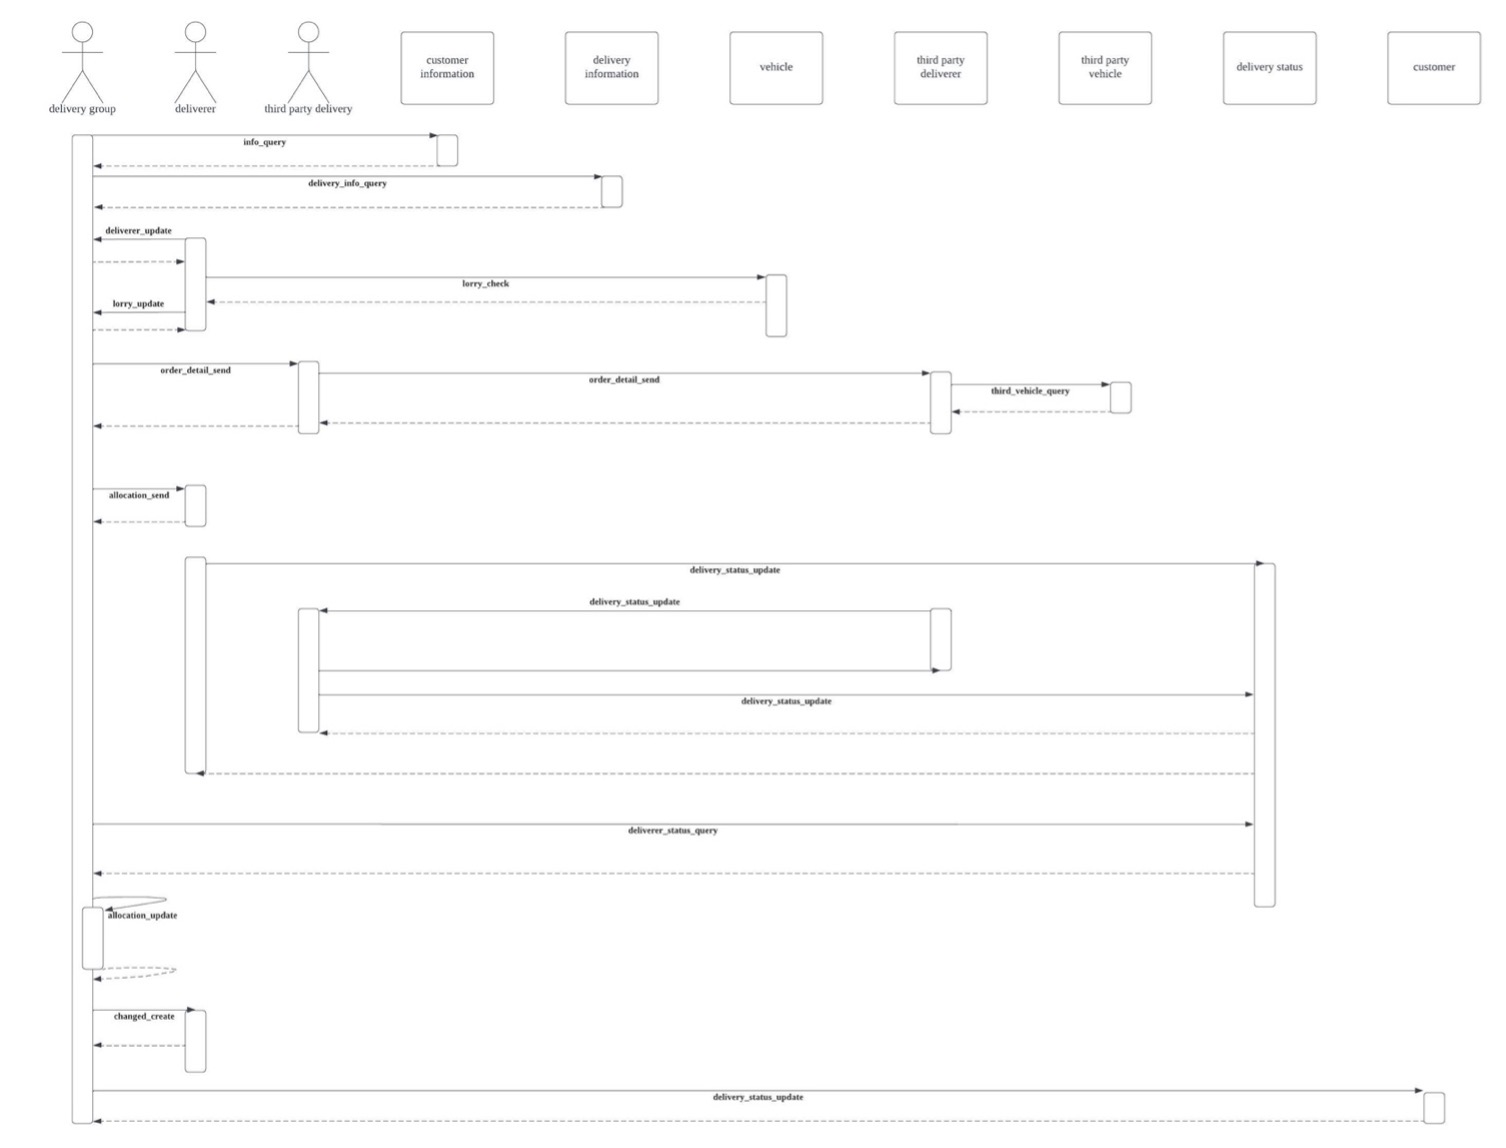 delivery group
deliverer
third party delivery
customer
information
delivery
information
vehicle
third party
deliverer
third party
vehicle
delivery status
customer
info_query
delivery_info_query
deliverer_update
lorry_check
lorry_update
order_detail_send
order_detail_send
third_vehicle_query
allocation_send
delivery_status_update
delivery_status_update
delivery_status_update
deliverer_status_query
allocation_update
changed_create
delivery_status_update